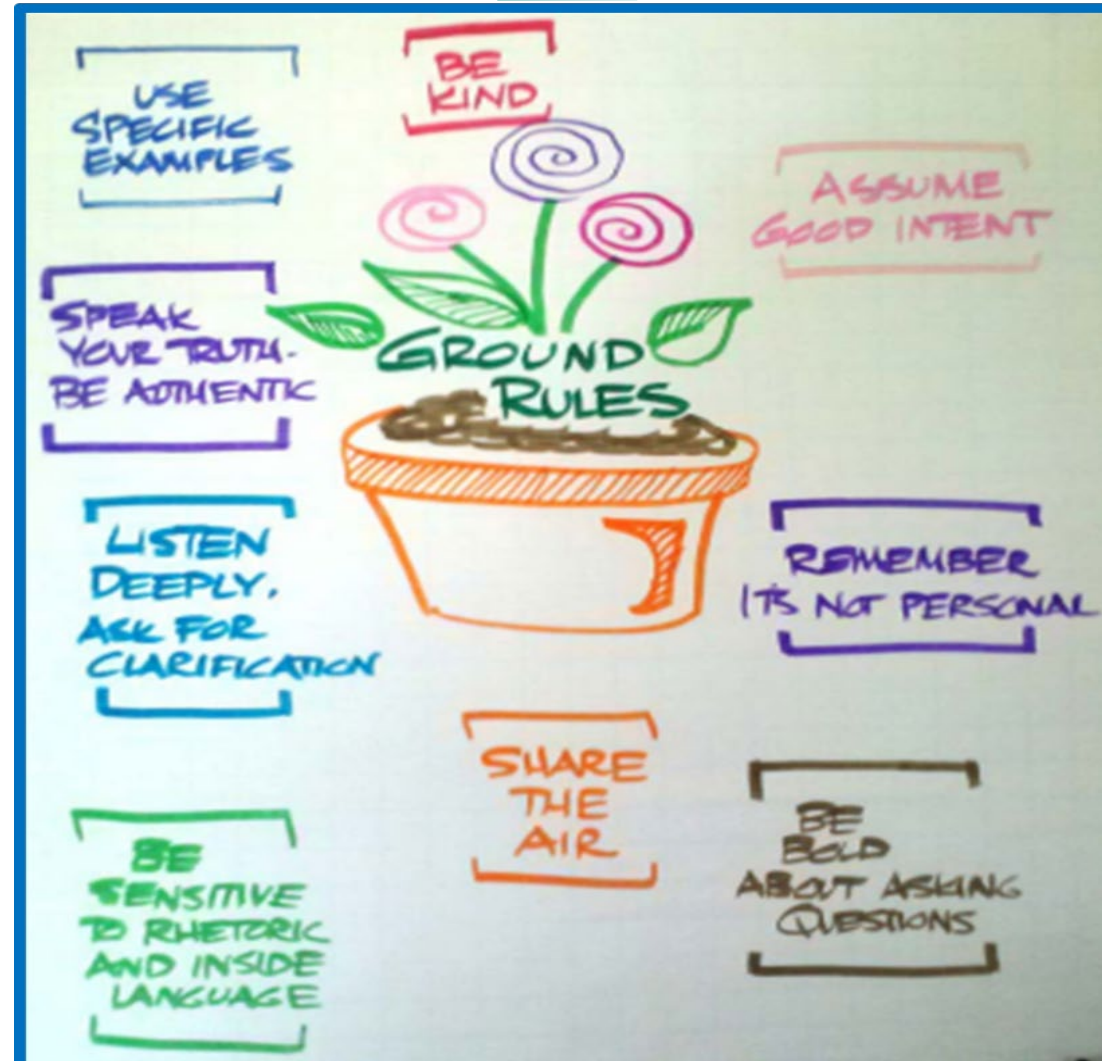 USE
SPECIFIC
EXAMPLES
BE
KIND
ASSUME
GOOD INTENT
SPEAK
YOUR TRUTH.
BE AUTHENTIC
GROUND
RULES
LISTEN
DEEPLY.
ASK FOR
CLARIFICATION
REMEMBER
IT'S NOT PERSONAL
SHARE
THE
AIR
BE
BOLD
ABOUT ASKING
QUESTIONS
BE
SENSITIVE
TO RHETORIC
AND INSIDE
LANGUAGE